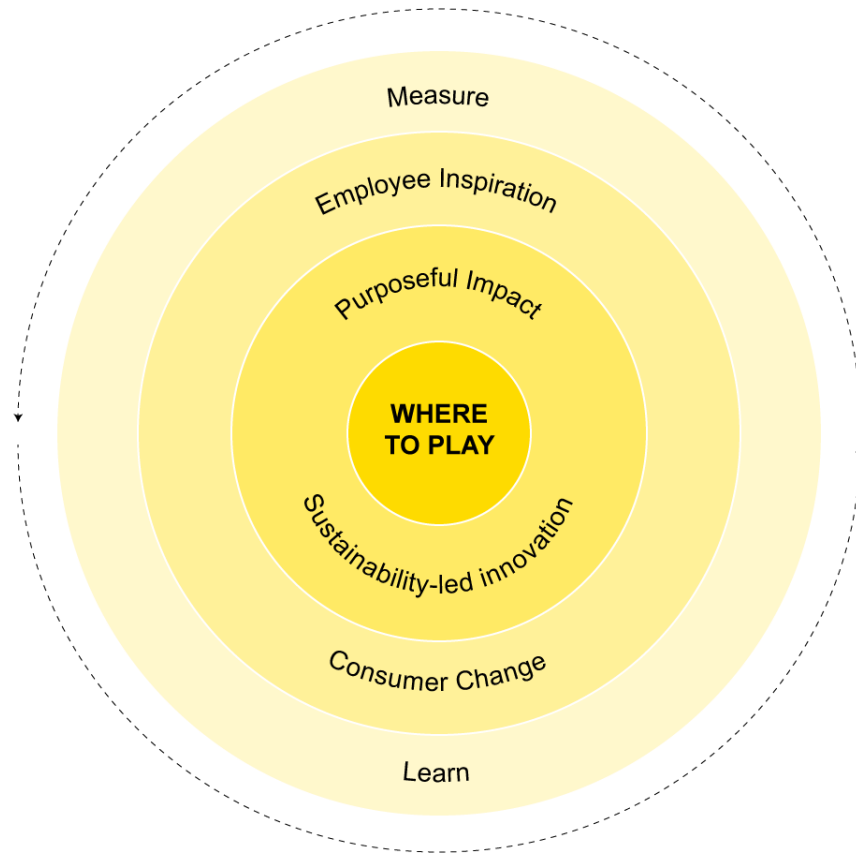 Measure
Employee Inspiration
Purposeful Impact
WHERE
TO PLAY
Sustainability-led innovation
Consumer Change
Learn